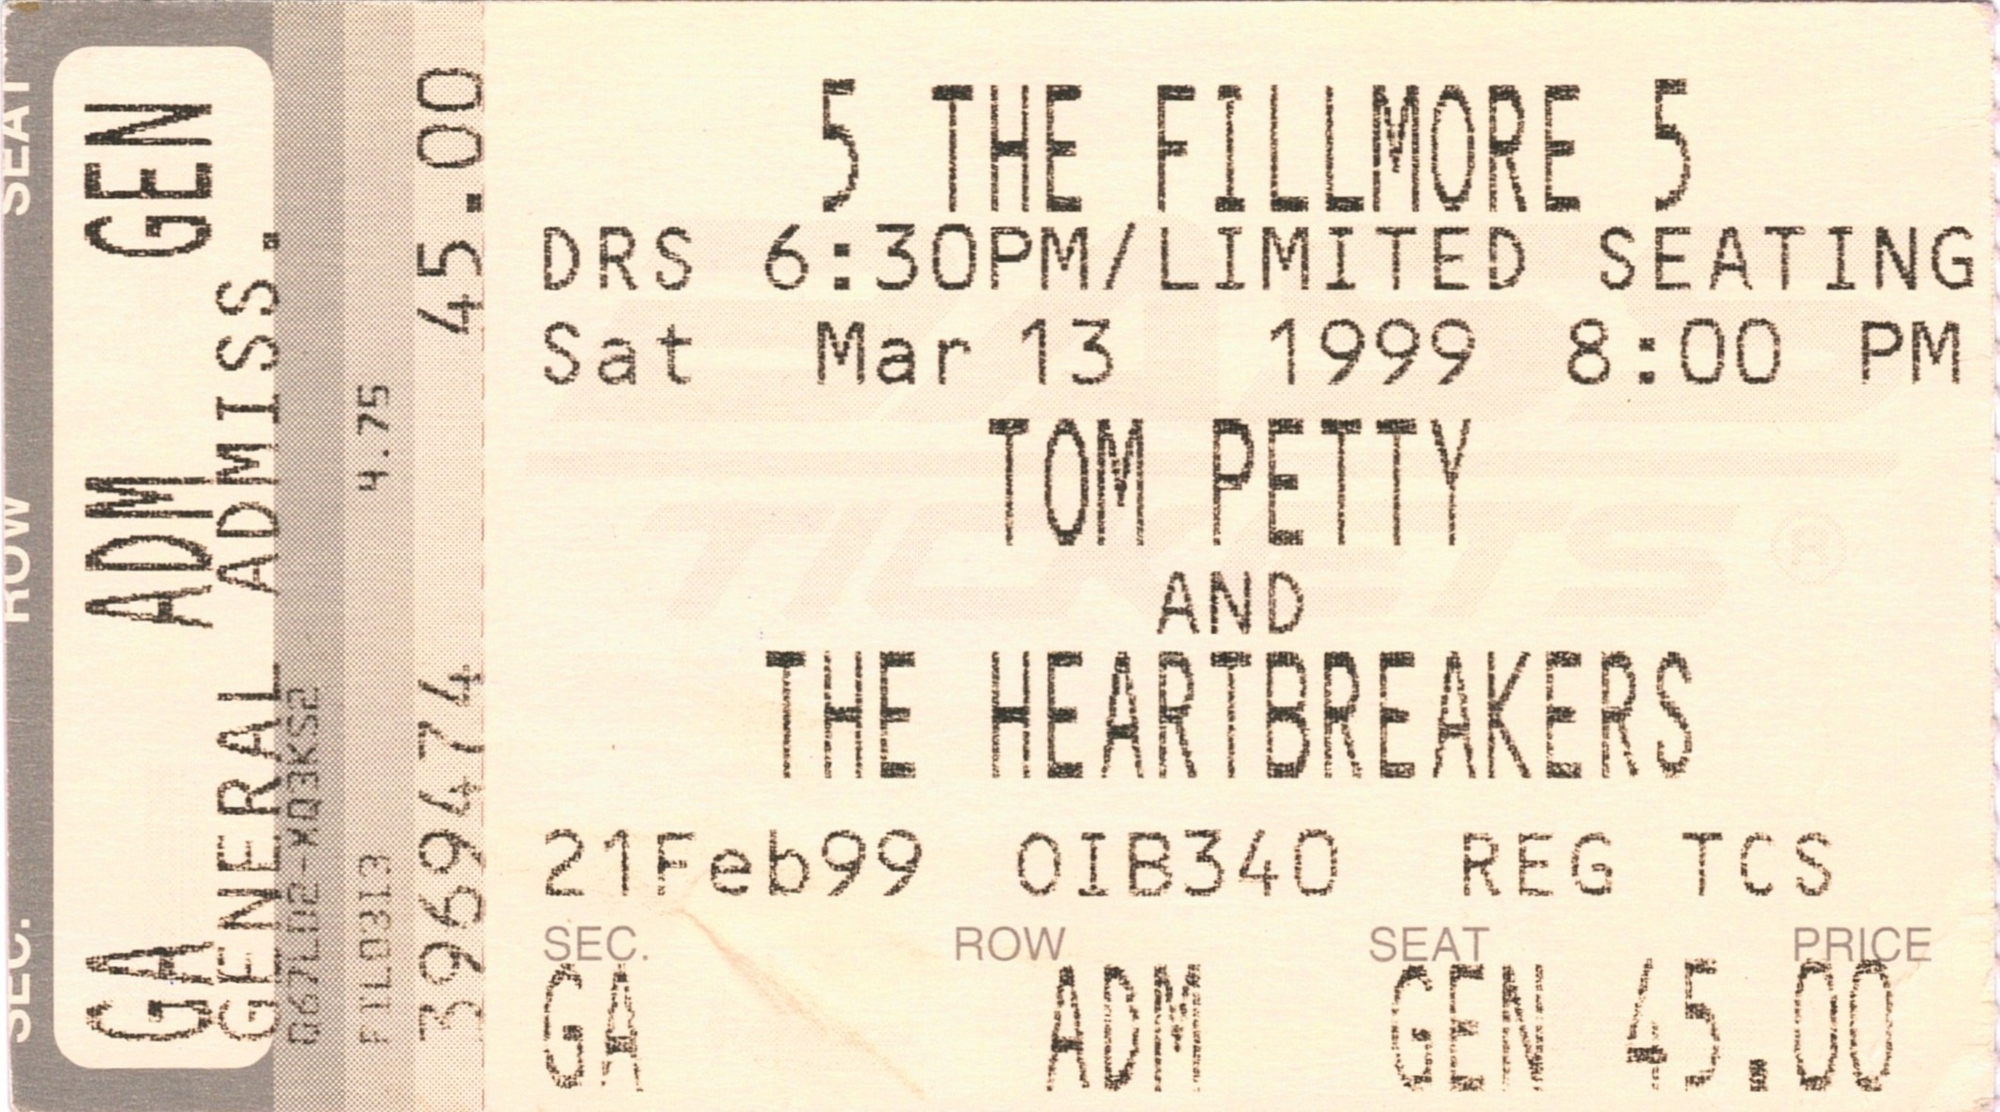 5 THE FILLMORE 5
DRS 6:30PM/LIMITED SEATING
Sat Mar 13 1999 8:00 PM
TOM PETTY
AND
THE HEARTBREAKERS
21Feb99 OIB340 REG TCS
SEC. ROW SEAT PRICE
GA ADM GEN 45.00
SEC. ROW SEAT
GA ADM GEN
GENERAL ADMISS.
FIL0313 4.75
3969474 45.00
TICKETS®